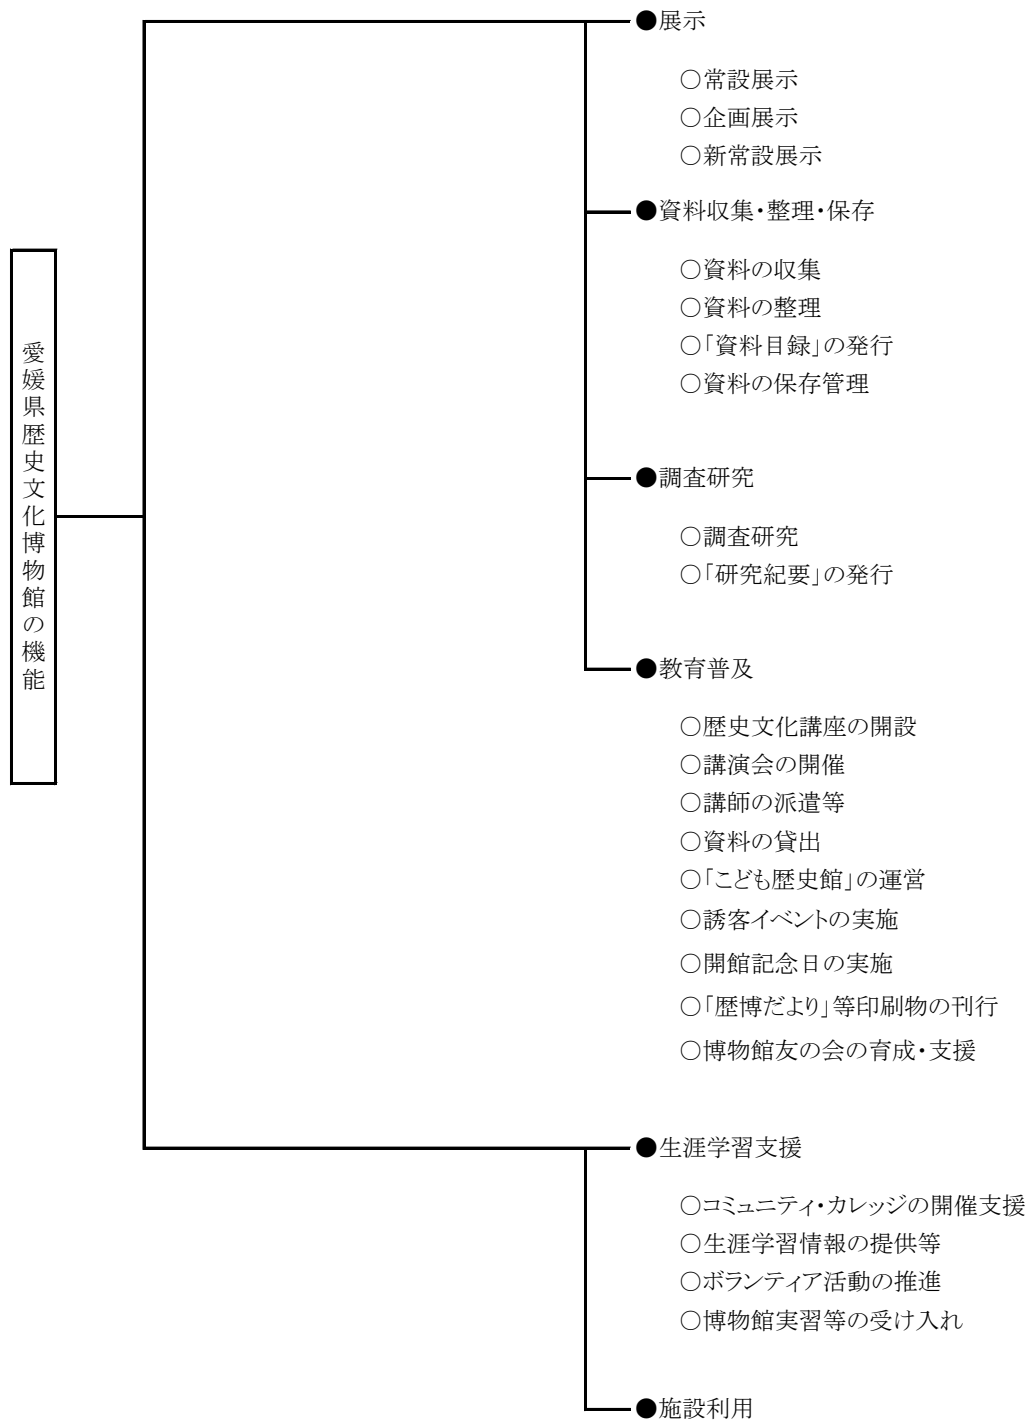 愛媛県歴史文化博物館の機能
●展示
○常設展示
○企画展示
○新常設展示
●資料収集・整理・保存
○資料の収集
○資料の整理
○「資料目録」の発行
○資料の保存管理
●調査研究
○調査研究
○「研究紀要」の発行
●教育普及
○歴史文化講座の開設
○講演会の開催
○講師の派遣等
○資料の貸出
○「こども歴史館」の運営
○誘客イベントの実施
○開館記念日の実施
○「歴博だより」等印刷物の刊行
○博物館友の会の育成・支援
●生涯学習支援
○コミュニティ・カレッジの開催支援
○生涯学習情報の提供等
○ボランティア活動の推進
○博物館実習等の受け入れ
●施設利用